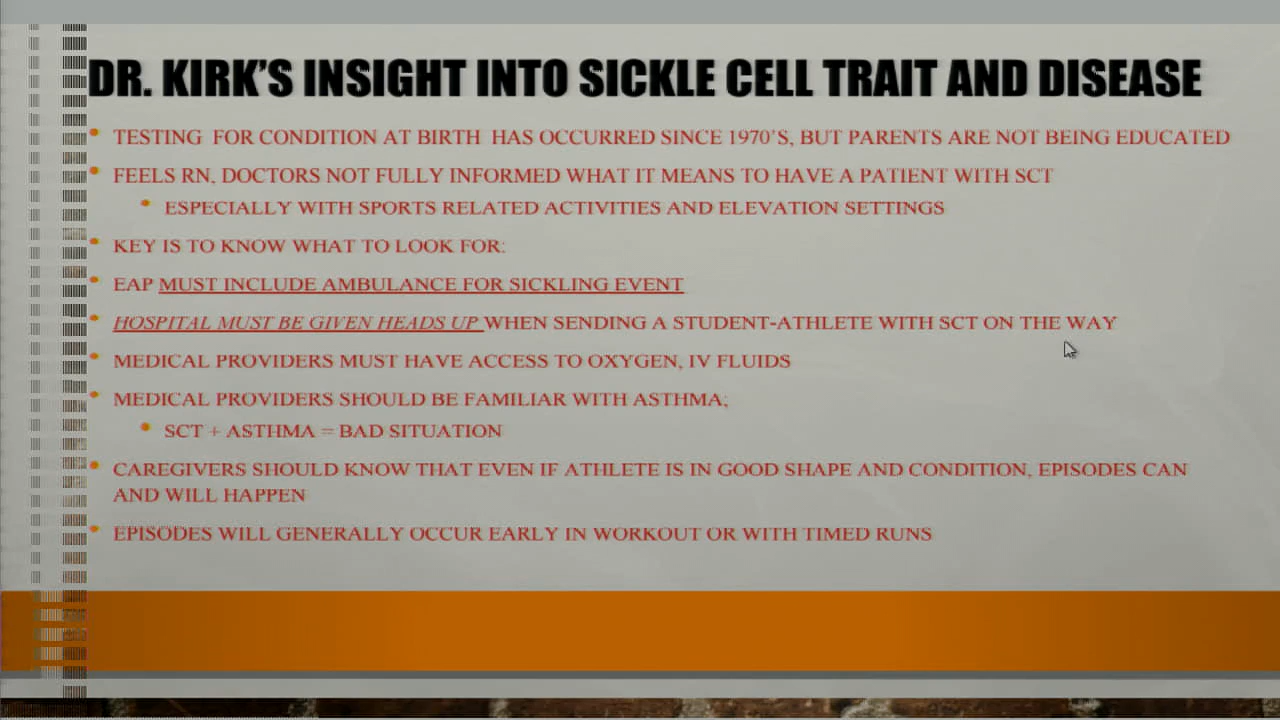 DR. KIRK'S INSIGHT INTO SICKLE CELL TRAIT AND DISEASE
TESTING FOR CONDITION AT BIRTH HAS OCCURRED SINCE 1970'S, BUT PARENTS ARE NOT BEING EDUCATED
FEELS RN, DOCTORS NOT FULLY INFORMED WHAT IT MEANS TO HAVE A PATIENT WITH SCT
ESPECIALLY WITH SPORTS RELATED ACTIVITIES AND ELEVATION SETTINGS
KEY IS TO KNOW WHAT TO LOOK FOR:
EAP MUST INCLUDE AMBULANCE FOR SICKLING EVENT
HOSPITAL MUST BE GIVEN HEADS UP WHEN SENDING A STUDENT-ATHLETE WITH SCT ON THE WAY
MEDICAL PROVIDERS MUST HAVE ACCESS TO OXYGEN, IV FLUIDS
MEDICAL PROVIDERS SHOULD BE FAMILIAR WITH ASTHMA;
SCT + ASTHMA = BAD SITUATION
CAREGIVERS SHOULD KNOW THAT EVEN IF ATHLETE IS IN GOOD SHAPE AND CONDITION, EPISODES CAN
AND WILL HAPPEN
EPISODES WILL GENERALLY OCCUR EARLY IN WORKOUT OR WITH TIMED RUNS